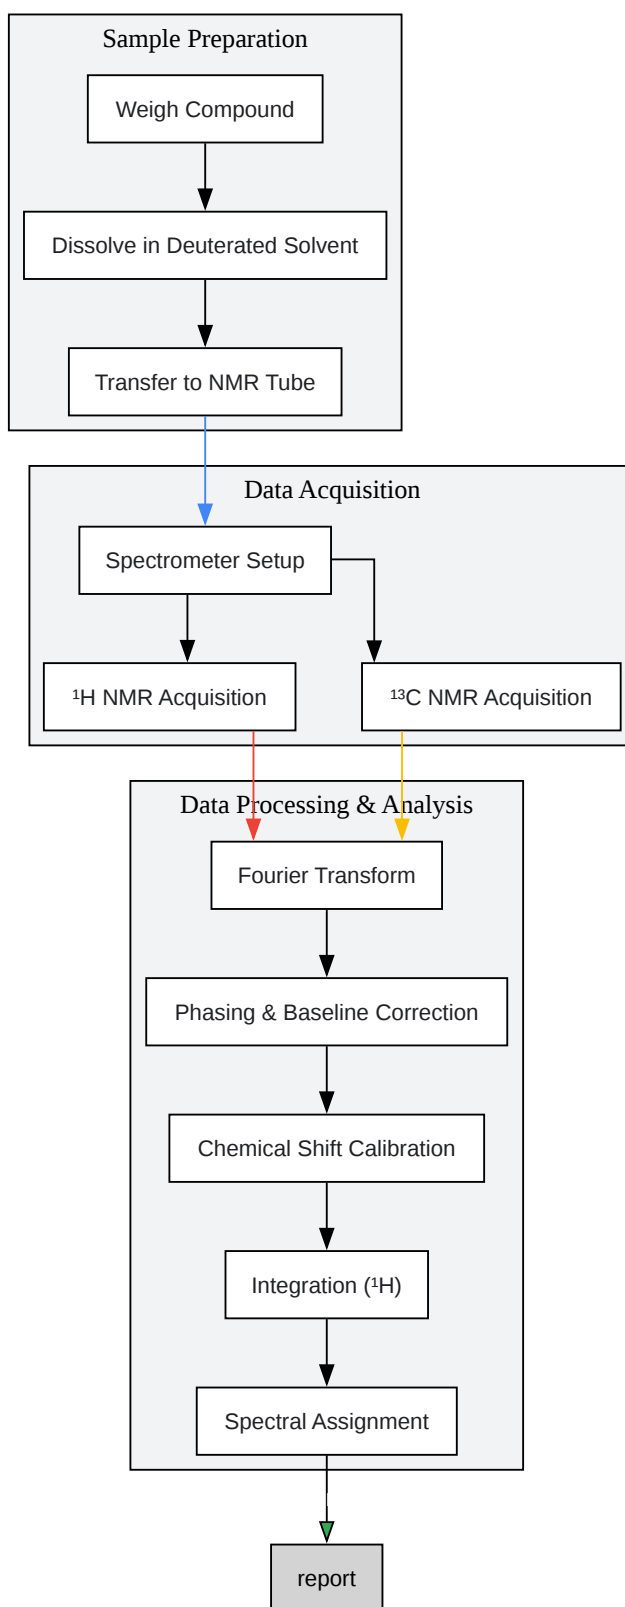 Sample Preparation
Weigh Compound
Dissolve in Deuterated Solvent
Transfer to NMR Tube
Data Acquisition
Spectrometer Setup
¹H NMR Acquisition
¹³C NMR Acquisition
Data Processing & Analysis
Fourier Transform
Phasing & Baseline Correction
Chemical Shift Calibration
Integration (¹H)
Spectral Assignment
report